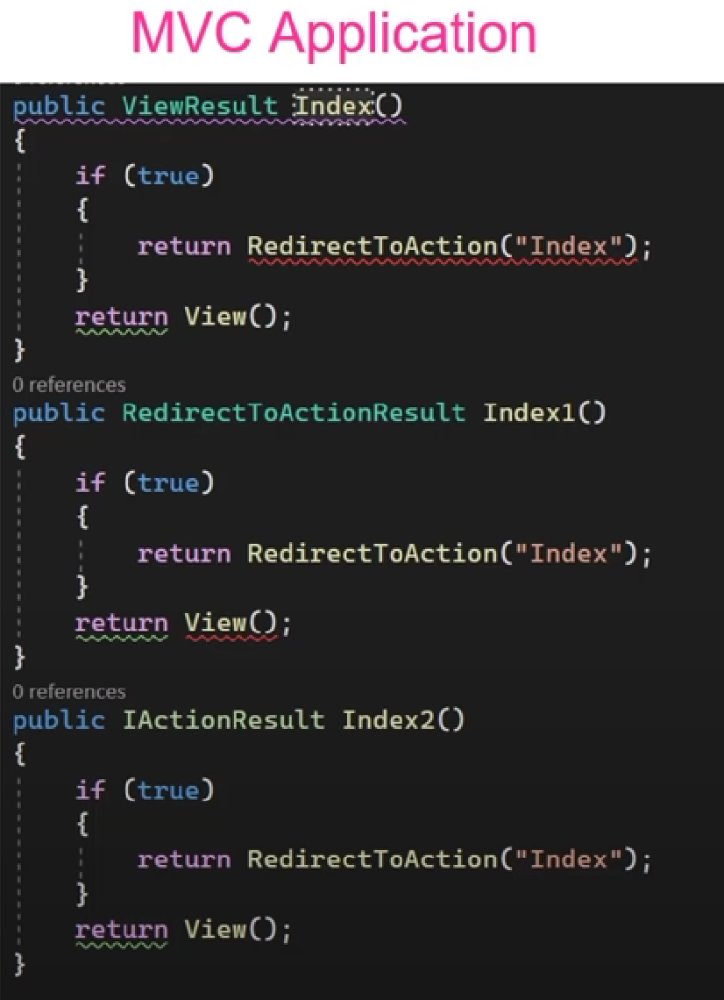 MVC Application
public ViewResult Index()
{
if (true)
{
return RedirectToAction("Index");
}
return View();
}
0 references
public RedirectToActionResult Index1()
{
if (true)
{
return RedirectToAction("Index");
}
return View();
}
0 references
public IActionResult Index2()
{
if (true)
{
return RedirectToAction("Index");
}
return View();
}